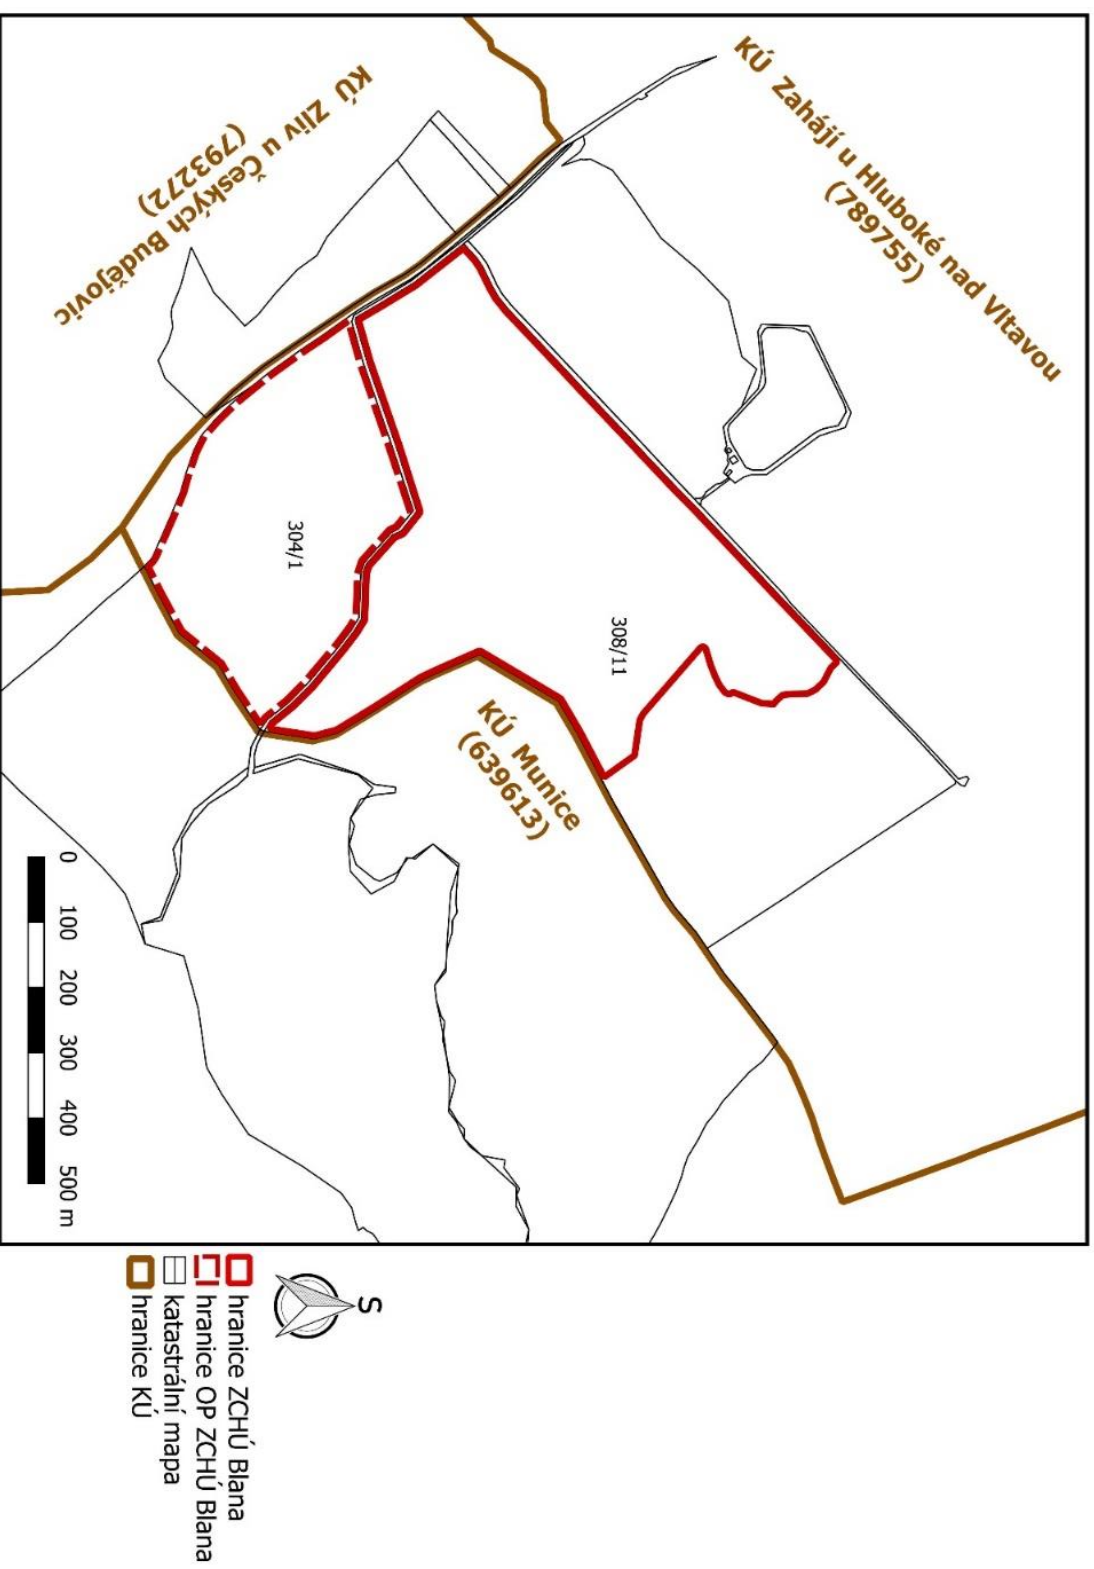 KÚ Zahájí u Hluboké nad Vltavou
(789755)
KÚ Zliv u Českých Budějovic
(793272)
308/11
304/1
KÚ Munice
(639613)
0 100 200 300 400 500 m
S
hranice ZCHÚ Blana
hranice OP ZCHÚ Blana
katastrální mapa
hranice KÚ